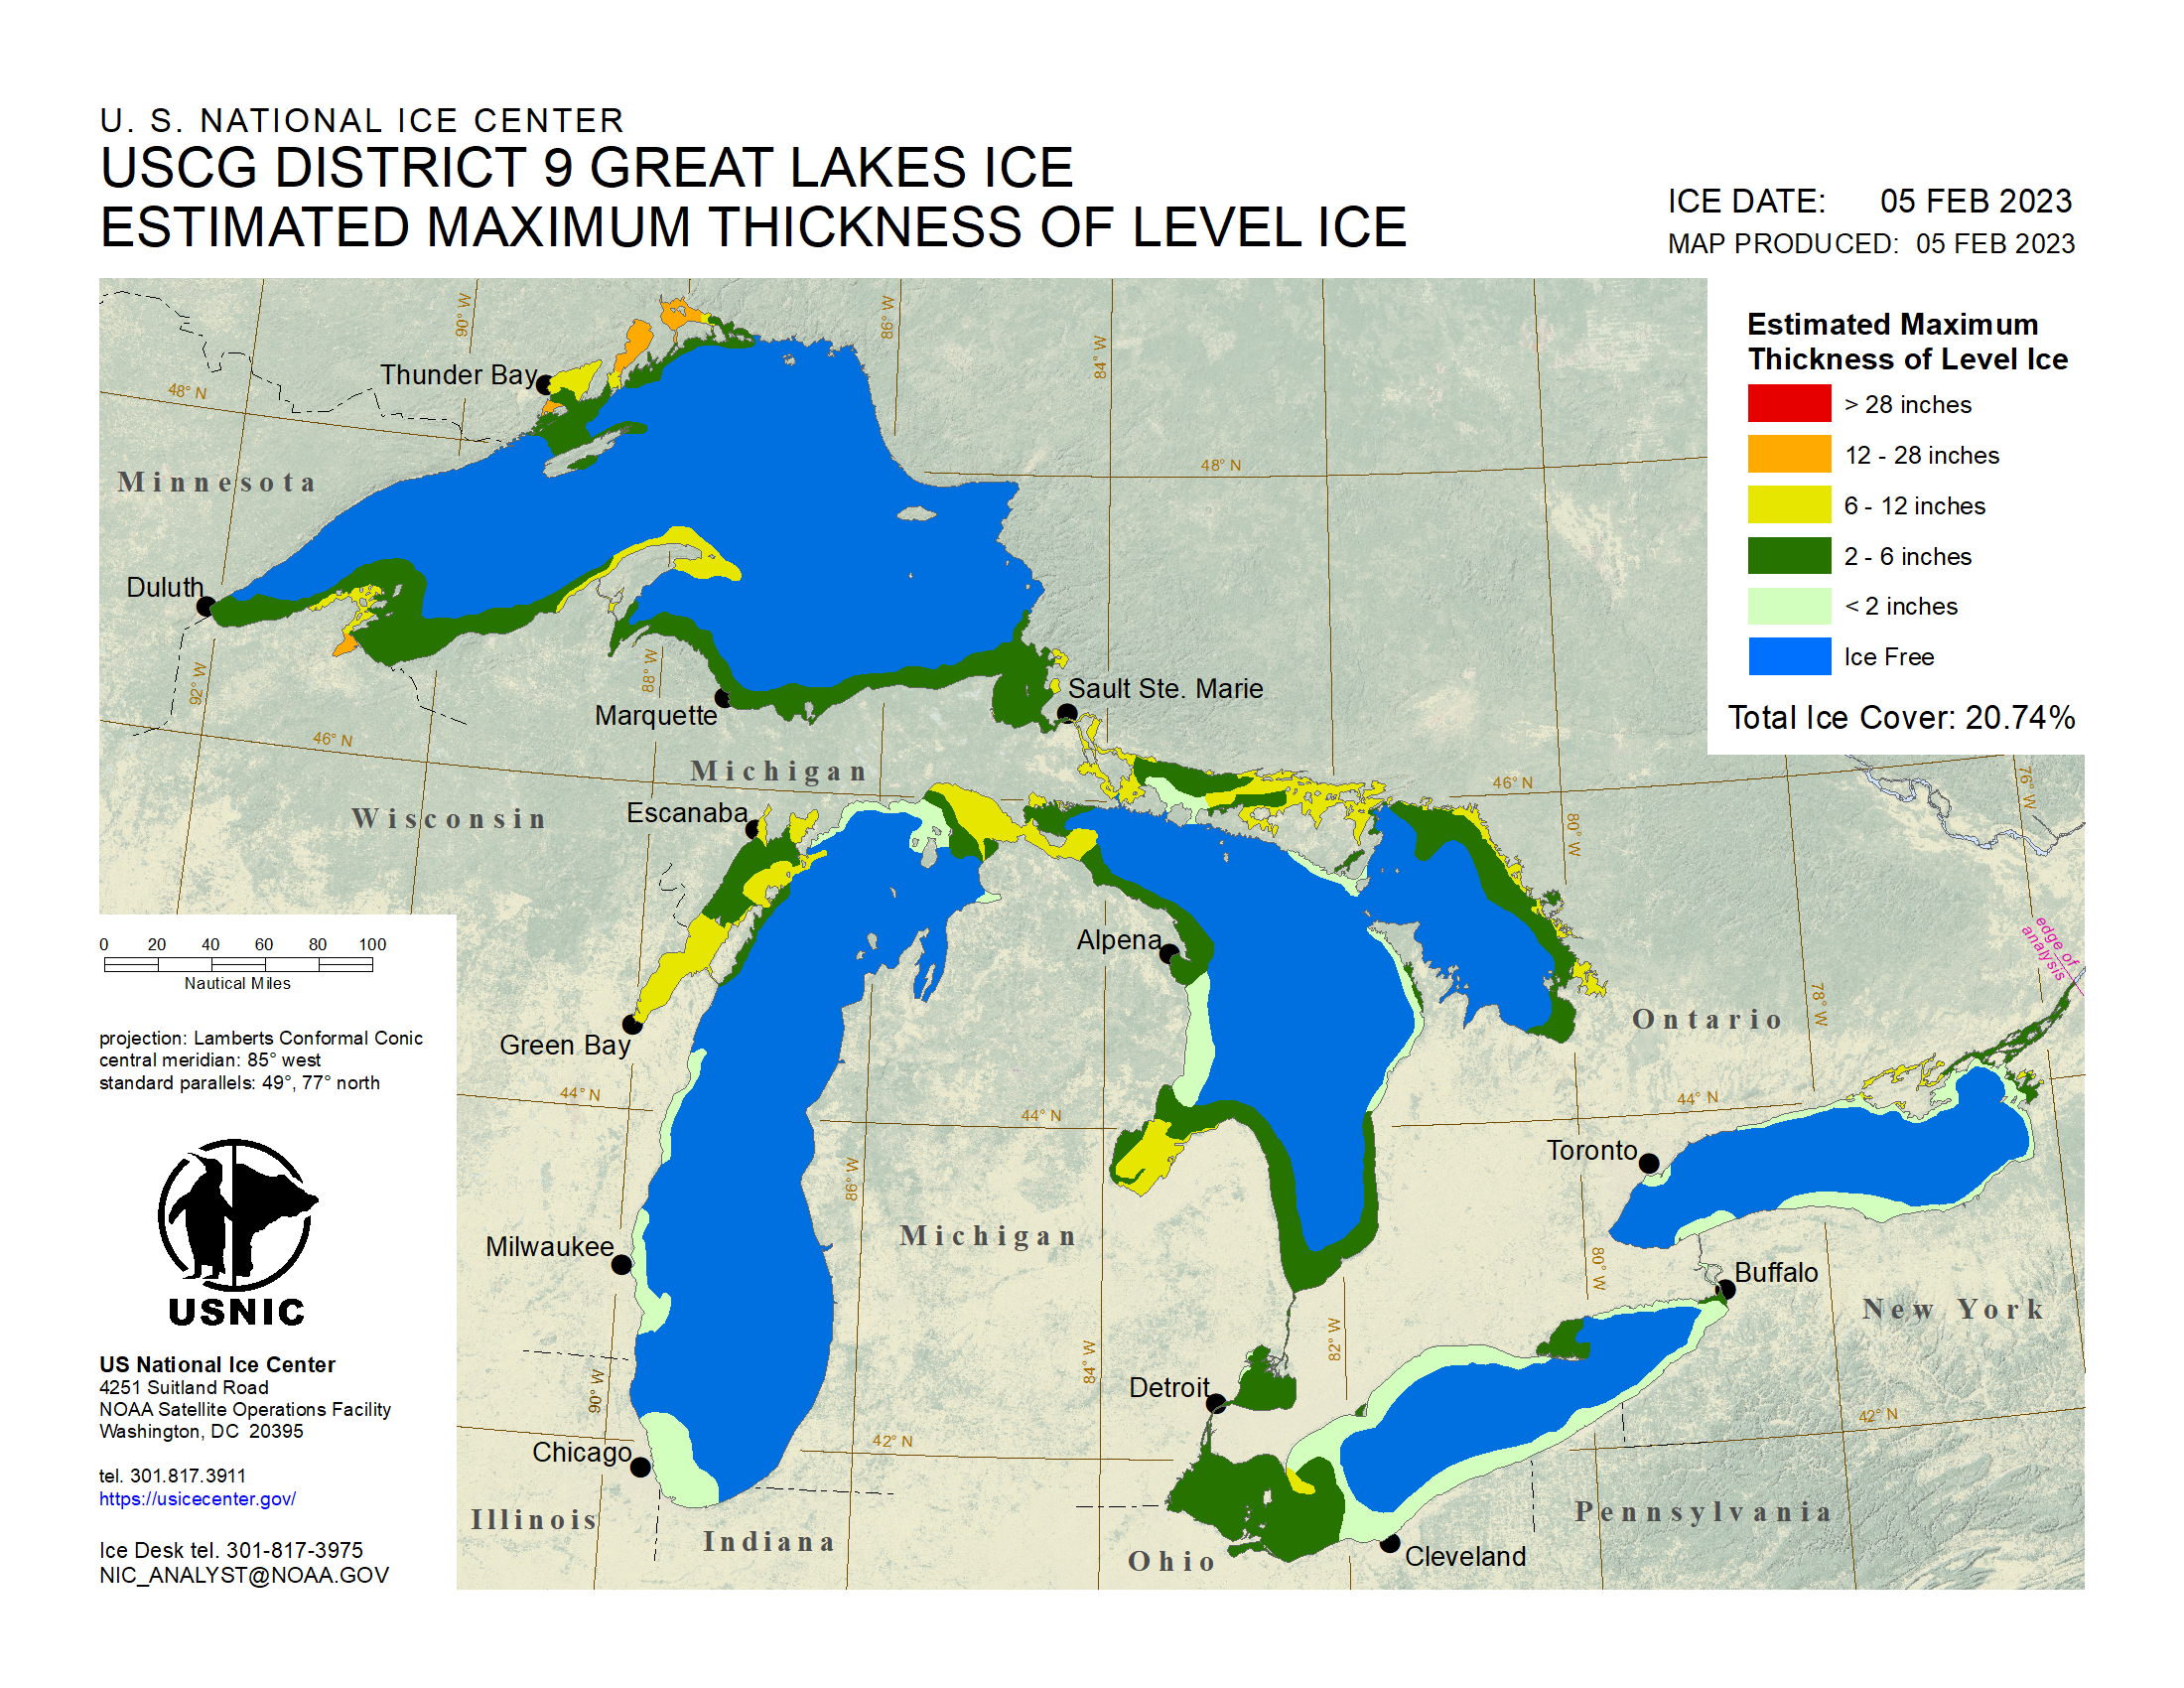 U. S. NATIONAL ICE CENTER
USCG DISTRICT 9 GREAT LAKES ICE
ESTIMATED MAXIMUM THICKNESS OF LEVEL ICE
ICE DATE: 05 FEB 2023
MAP PRODUCED: 05 FEB 2023
Estimated Maximum
Thickness of Level Ice
> 28 inches
12 - 28 inches
6 - 12 inches
2 - 6 inches
< 2 inches
Ice Free
Total Ice Cover: 20.74%
90° W
86° W
84° W
Thunder Bay
48° N
48° N
Minnesota
Duluth
92° W
88° W
Marquette
Sault Ste. Marie
46° N
Michigan
46° N
76° W
Wisconsin
Escanaba
80° W
Alpena
edge of
analysis
78° W
Ontario
Green Bay
44° N
44° N
44° N
Toronto
86° W
Michigan
Milwaukee
80° W
Buffalo
New York
82° W
84° W
90° W
Detroit
42° N
42° N
Chicago
Illinois
Indiana
Ohio
Cleveland
Pennsylvania
0 20 40 60 80 100
Nautical Miles
projection: Lamberts Conformal Conic
central meridian: 85° west
standard parallels: 49°, 77° north
USNIC
US National Ice Center
4251 Suitland Road
NOAA Satellite Operations Facility
Washington, DC 20395
tel. 301.817.3911
https://usicecenter.gov/
Ice Desk tel. 301-817-3975
NIC_ANALYST@NOAA.GOV